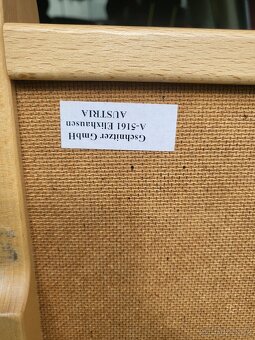 Gschnitzer GmbH
A-5161 Elixhausen
AUSTRIA